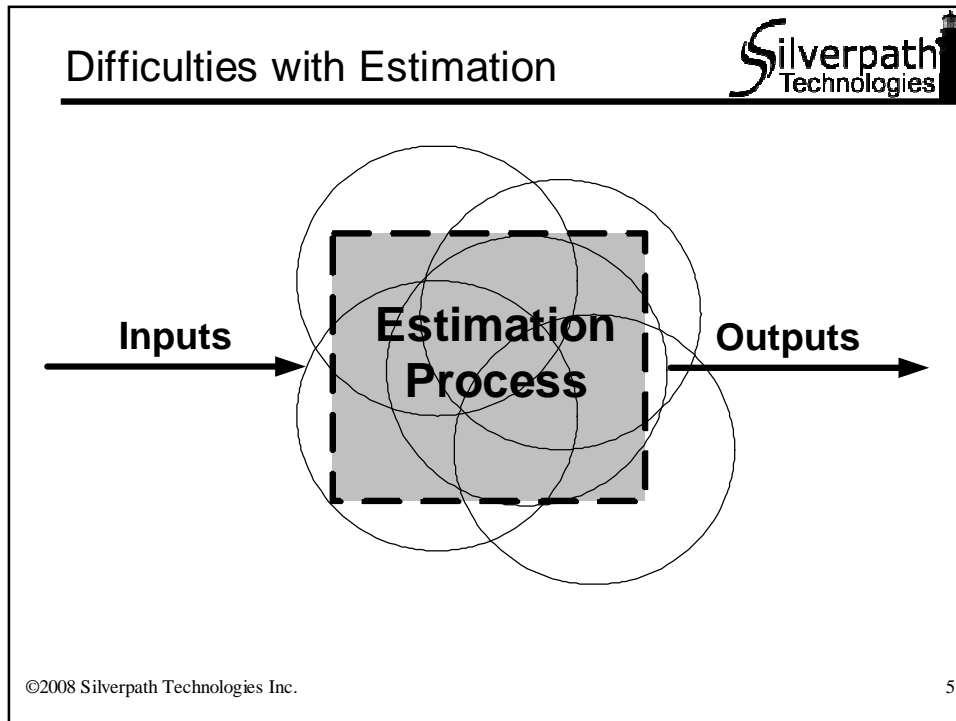 Difficulties with Estimation
Silverpath
Technologies
Inputs
Estimation
Process
Outputs
©2008 Silverpath Technologies Inc.
5